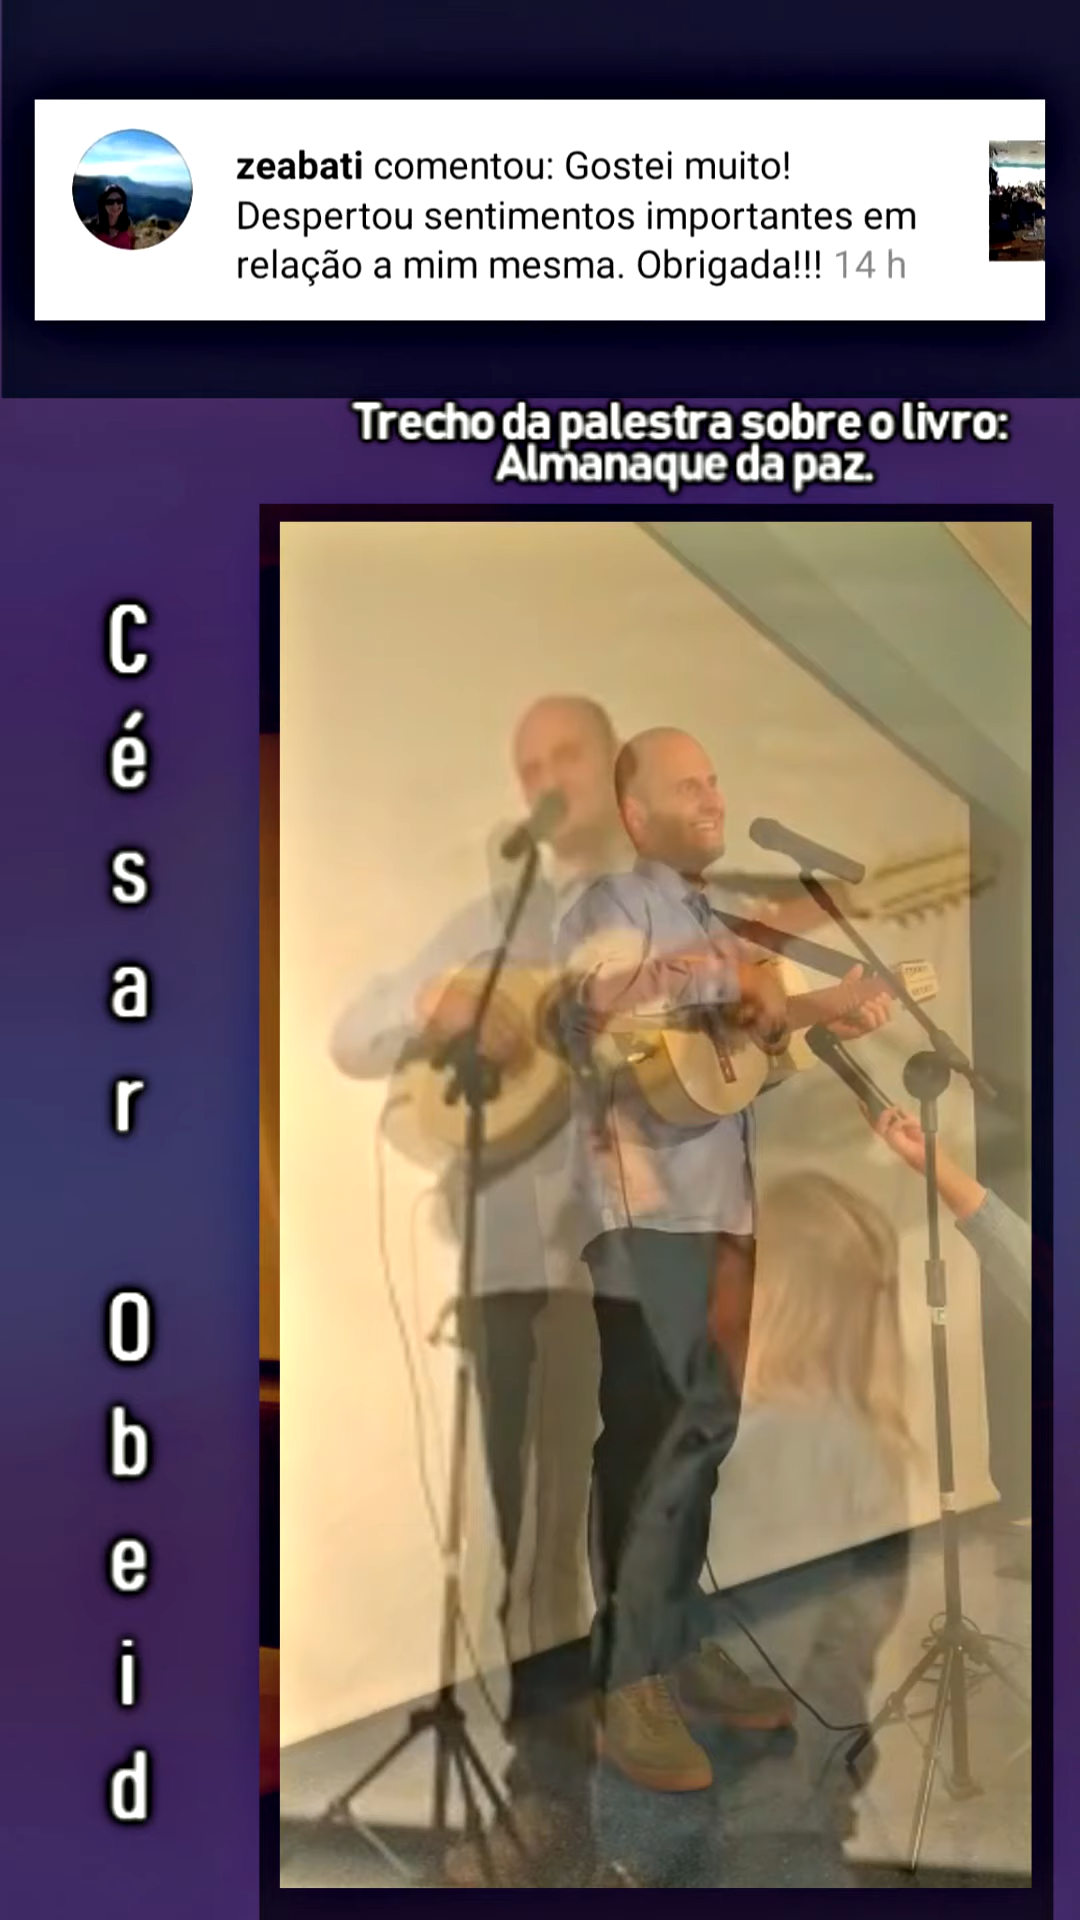 zeabati comentou: Gostei muito!
Despertou sentimentos importantes em
relação a mim mesma. Obrigada!!! 14 h
Trecho da palestra sobre o livro:
Almanaque da paz.
César Obeid